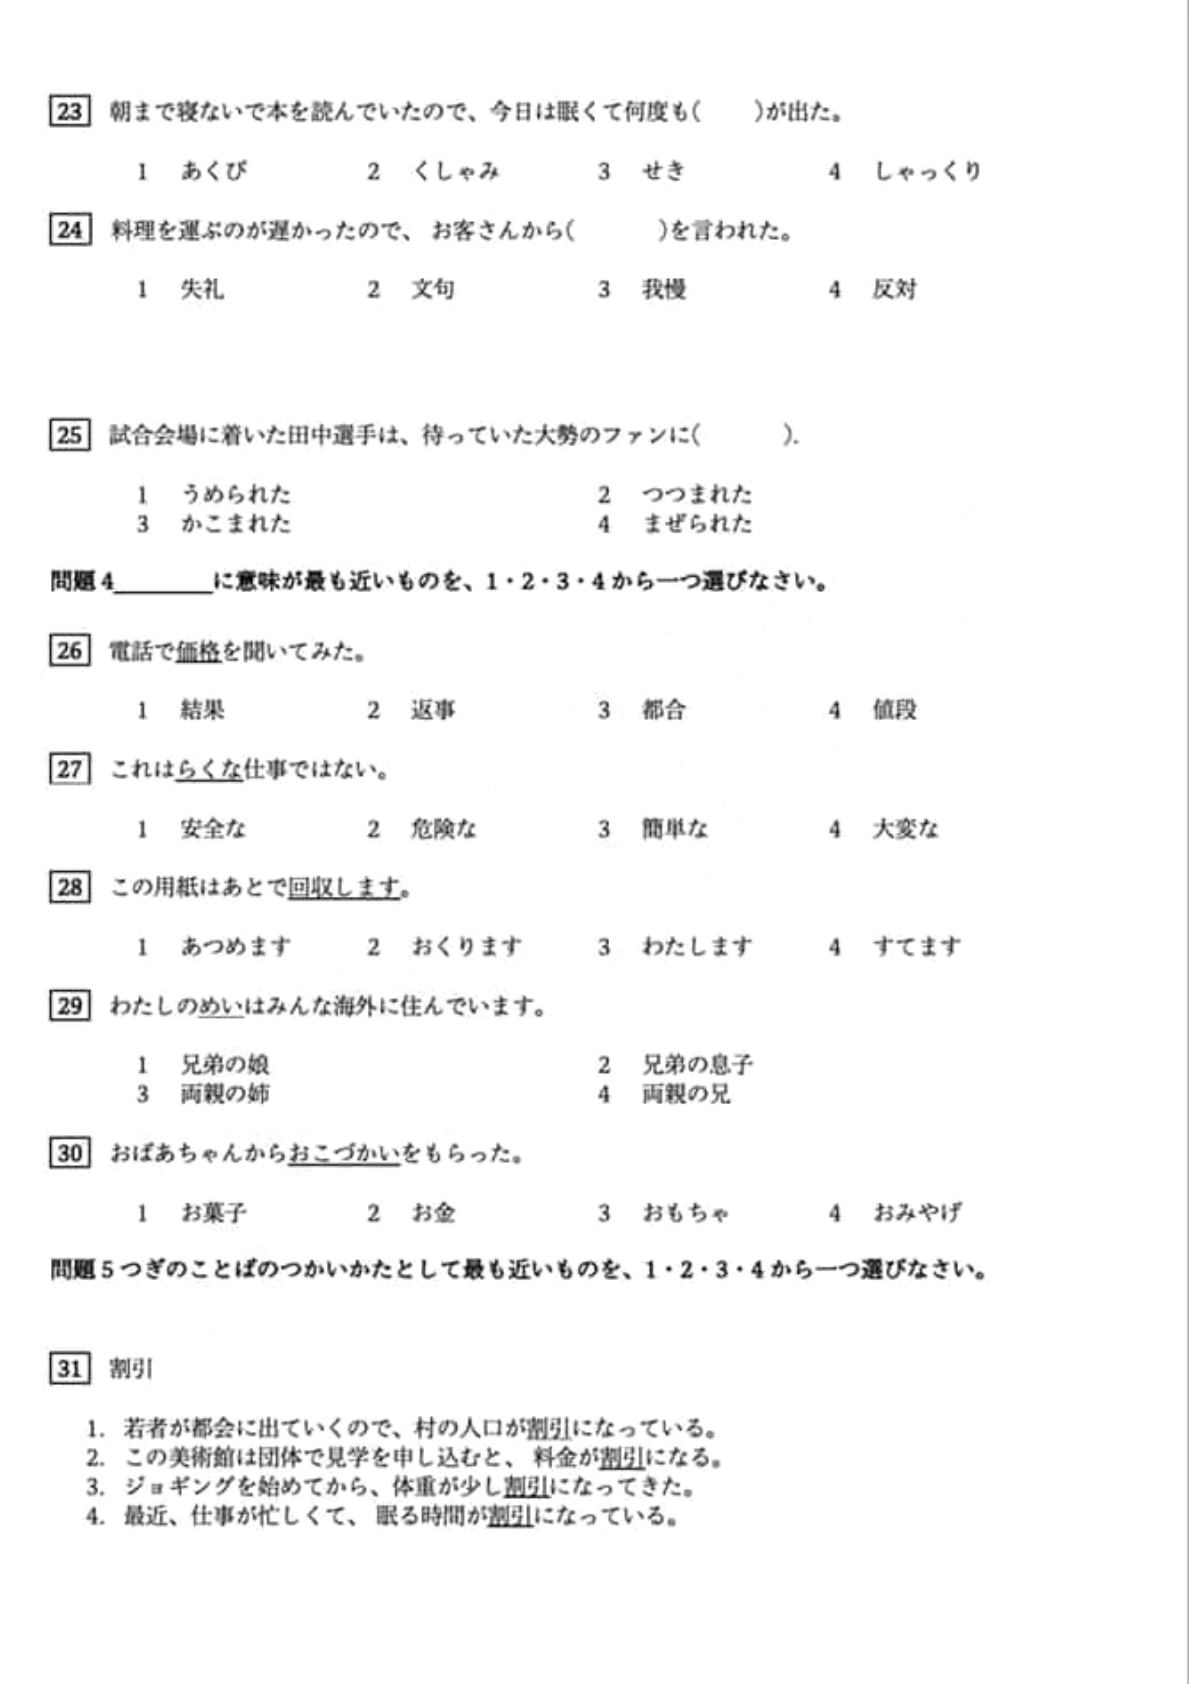 23 朝まで寝ないで本を読んでいたので、今日は眠くて何度も(　　)が出た。
1 あくび 2 くしゃみ 3 せき 4 しゃっくり
24 料理を運ぶのが遅かったので、 お客さんから(　　　)を言われた。
1 失礼 2 文句 3 我慢 4 反対
25 試合会場に着いた田中選手は、待っていた大勢のファンに(　　　).
1 うめられた 2 つつまれた
3 かこまれた 4 まぜられた
問題4________に意味が最も近いものを、1・2・3・4から一つ選びなさい。
26 電話で価格を聞いてみた。
1 結果 2 返事 3 都合 4 値段
27 これはらくな仕事ではない。
1 安全な 2 危険な 3 簡単な 4 大変な
28 この用紙はあとで回収します。
1 あつめます 2 おくります 3 わたします 4 すてます
29 わたしのめいはみんな海外に住んでいます。
1 兄弟の娘 2 兄弟の息子
3 両親の姉 4 両親の兄
30 おばあちゃんからおこづかいをもらった。
1 お菓子 2 お金 3 おもちゃ 4 おみやげ
問題5つぎのことばのつかいかたとして最も近いものを、1・2・3・4から一つ選びなさい。
31 割引
1. 若者が都会に出ていくので、村の人口が割引になっている。
2. この美術館は団体で見学を申し込むと、 料金が割引になる。
3. ジョギングを始めてから、体重が少し割引になってきた。
4. 最近、仕事が忙しくて、 眠る時間が割引になっている。